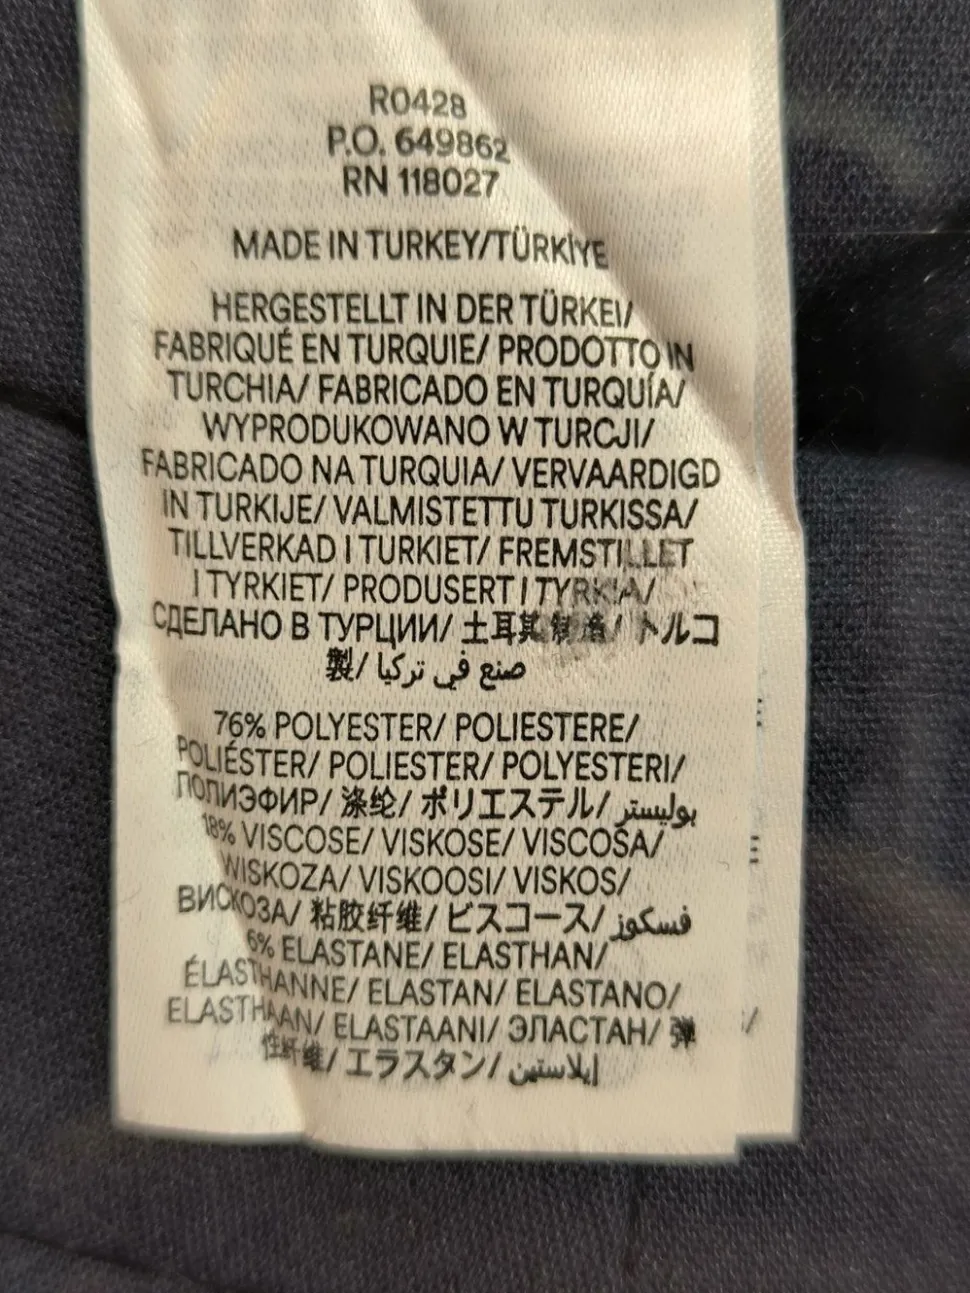 R0428
P.O. 649862
RN 118027
MADE IN TURKEY/TÜRKİYE
HERGESTELLT IN DER TÜRKEI/
FABRIQUÉ EN TURQUIE/ PRODOTTO IN
TURCHIA/ FABRICADO EN TURQUÍA/
WYPRODUKOWANO W TURCJI/
FABRICADO NA TURQUIA/ VERVAARDIGD
IN TURKIJE/ VALMISTETTU TURKISSA/
TILLVERKAD I TURKIET/ FREMSTILLET
I TYRKIET/ PRODUSERT I TYRKIA/
СДЕЛАНО В ТУРЦИИ/ 土耳其制造/ トルコ
製/ صنع في تركيا
76% POLYESTER/ POLIESTERE/
POLIÉSTER/ POLIESTER/ POLYESTERI/
ПОЛИЭФИР/ 涤纶/ ポリエステル/ بوليستر
18% VISCOSE/ VISKOSE/ VISCOSA/
WISKOZA/ VISKOOSI/ VISKOS/
ВИСКОЗА/ 粘胶纤维/ ビスコース/ فسكوز
6% ELASTANE/ ELASTHAN/
ÉLASTHANNE/ ELASTAN/ ELASTANO/
ELASTHAAN/ ELASTAANI/ ЭЛАСТАН/ 弹
性纤维/ エラスタン/ إيلاستين